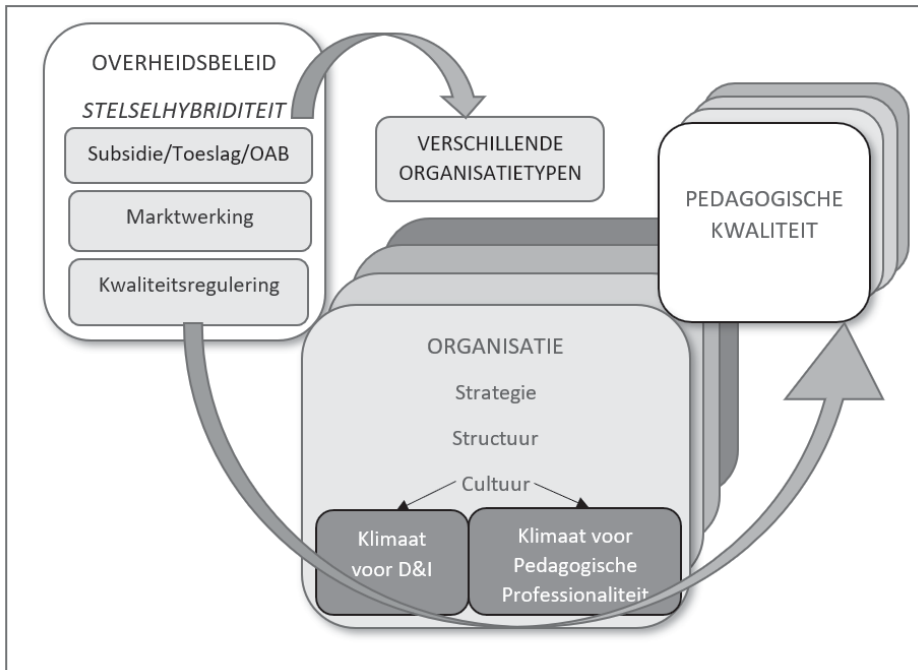 OVERHEIDSBELEID
STELSELHYBRIDITEIT
Subsidie/Toeslag/OAB
Marktwerking
Kwaliteitsregulering
VERSCHILLENDE
ORGANISATIETYPEN
PEDAGOGISCHE
KWALITEIT
ORGANISATIE
Strategie
Structuur
Cultuur
Klimaat
voor D&I
Klimaat voor
Pedagogische
Professionaliteit